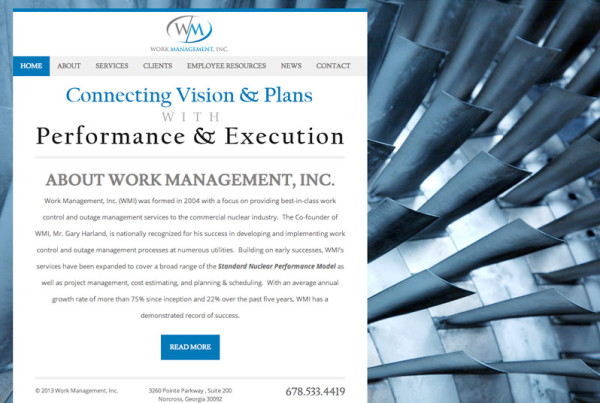 WM
WORK MANAGEMENT, INC.
HOME ABOUT SERVICES CLIENTS EMPLOYEE RESOURCES NEWS CONTACT
Connecting Vision & Plans
WITH
Performance & Execution
ABOUT WORK MANAGEMENT, INC.
Work Management, Inc. (WMI) was formed in 2004 with a focus on providing best-in-class work
control and outage management services to the commercial nuclear industry. The Co-founder of
WMI, Mr. Gary Harland, is nationally recognized for his success in developing and implementing work
control and outage management processes at numerous utilities. Building on early successes, WMI's
services have been expanded to cover a broad range of the Standard Nuclear Performance Model as
well as project management, cost estimating, and planning & scheduling. With an average annual
growth rate of more than 75% since inception and 22% over the past five years, WMI has a
demonstrated record of success.
READ MORE
© 2013 Work Management, Inc.
3260 Pointe Parkway , Suite 200
Norcross, Georgia 30092
678.533.4419